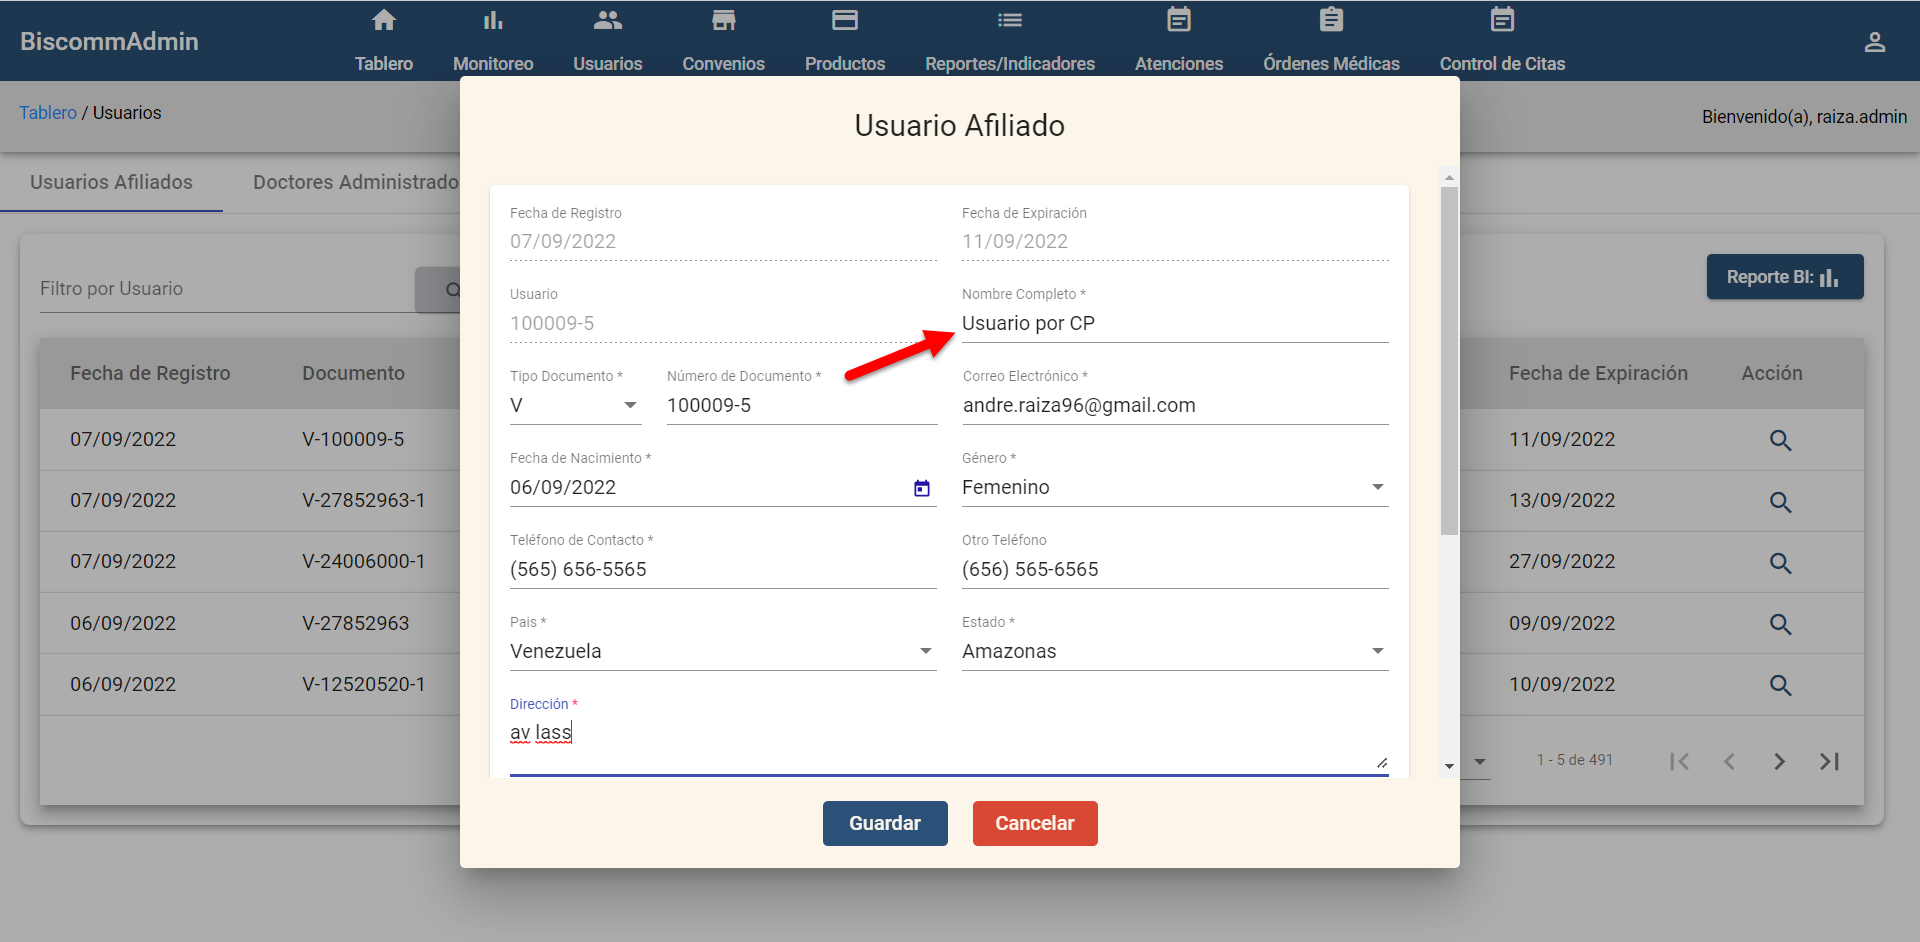 BiscommAdmin
Tablero
Monitoreo
Usuarios
Convenios
Productos
Reportes/Indicadores
Atenciones
Órdenes Médicas
Control de Citas
Tablero / Usuarios
Bienvenido(a), raiza.admin
Usuarios Afiliados
Doctores Administrado
Filtro por Usuario
Reporte BI:
Fecha de Registro
Documento
Fecha de Expiración
Acción
07/09/2022
V-100009-5
11/09/2022
07/09/2022
V-27852963-1
13/09/2022
07/09/2022
V-24006000-1
27/09/2022
06/09/2022
V-27852963
09/09/2022
06/09/2022
V-12520520-1
10/09/2022
1 - 5 de 491
Usuario Afiliado
Fecha de Registro
07/09/2022
Fecha de Expiración
11/09/2022
Usuario
100009-5
Nombre Completo *
Usuario por CP
Tipo Documento *
V
Número de Documento *
100009-5
Correo Electrónico *
andre.raiza96@gmail.com
Fecha de Nacimiento *
06/09/2022
Género *
Femenino
Teléfono de Contacto *
(565) 656-5565
Otro Teléfono
(656) 565-6565
Pais *
Venezuela
Estado *
Amazonas
Dirección *
av lass
Guardar
Cancelar